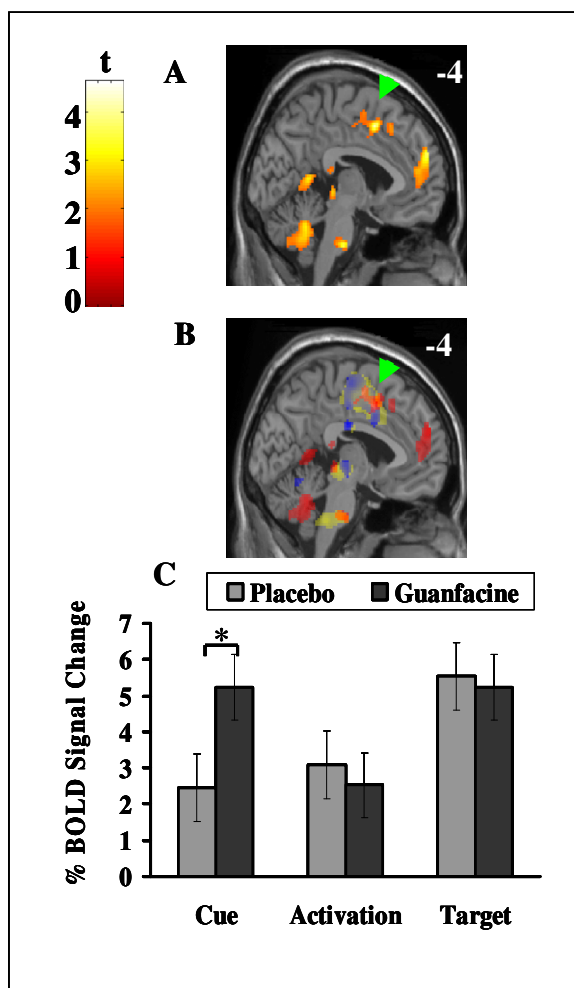 t
4
3
2
1
0
A
-4
B
-4
C
Placebo Guanfacine
% BOLD Signal Change
7
6
5
4
3
2
1
0
*
Cue Activation Target